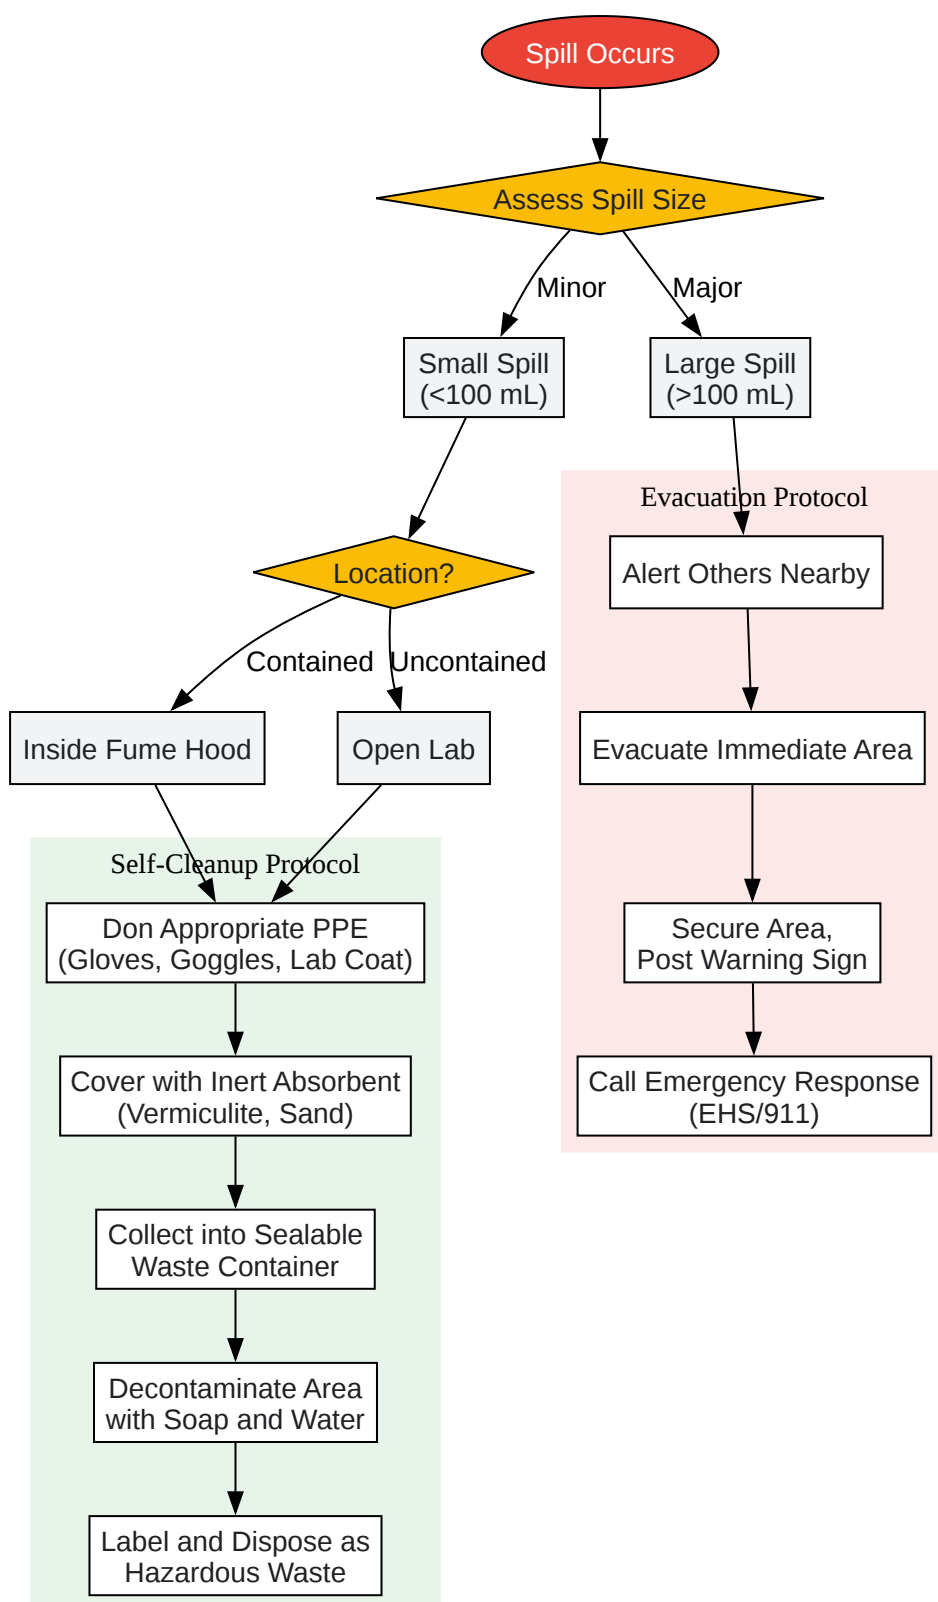 Spill Occurs
Assess Spill Size
Minor
Major
Small Spill
(<100 mL)
Large Spill
(>100 mL)
Evacuation Protocol
Location?
Alert Others Nearby
Contained
Uncontained
Inside Fume Hood
Open Lab
Evacuate Immediate Area
Self-Cleanup Protocol
Don Appropriate PPE
(Gloves, Goggles, Lab Coat)
Secure Area,
Post Warning Sign
Cover with Inert Absorbent
(Vermiculite, Sand)
Call Emergency Response
(EHS/911)
Collect into Sealable
Waste Container
Decontaminate Area
with Soap and Water
Label and Dispose as
Hazardous Waste